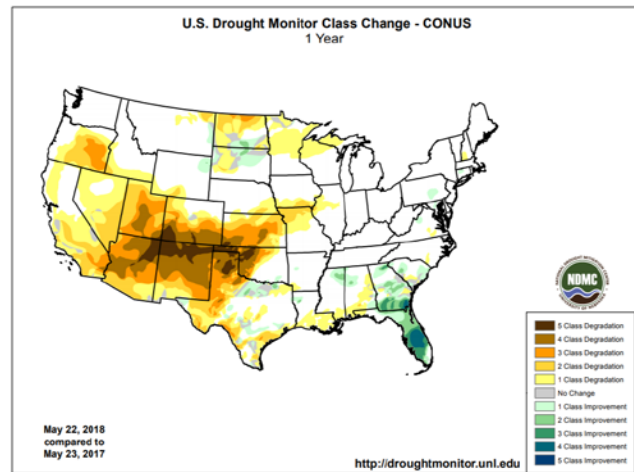 U.S. Drought Monitor Class Change - CONUS
1 Year
NDMC
5 Class Degradation
4 Class Degradation
3 Class Degradation
2 Class Degradation
1 Class Degradation
No Change
1 Class Improvement
2 Class Improvement
3 Class Improvement
4 Class Improvement
5 Class Improvement
May 22, 2018
compared to
May 23, 2017
http://droughtmonitor.unl.edu